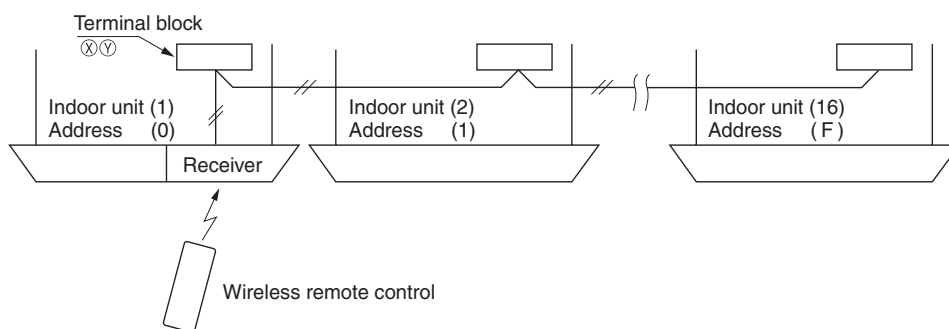 Terminal block
Ⓧ Ⓨ
Indoor unit (1)
Address (0)
Indoor unit (2)
Address (1)
Indoor unit (16)
Address (F)
Receiver
Wireless remote control